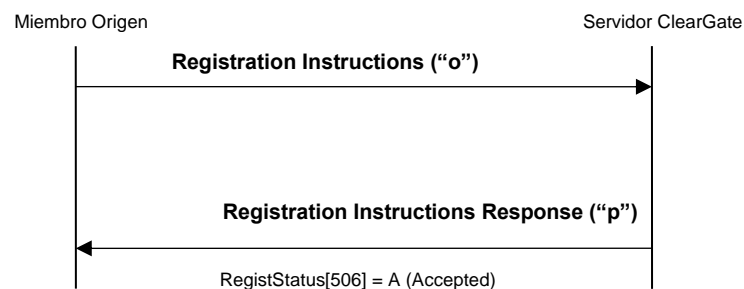 Miembro Origen
Servidor ClearGate
Registration Instructions (“o”)
Registration Instructions Response (“p”)
RegistStatus[506] = A (Accepted)